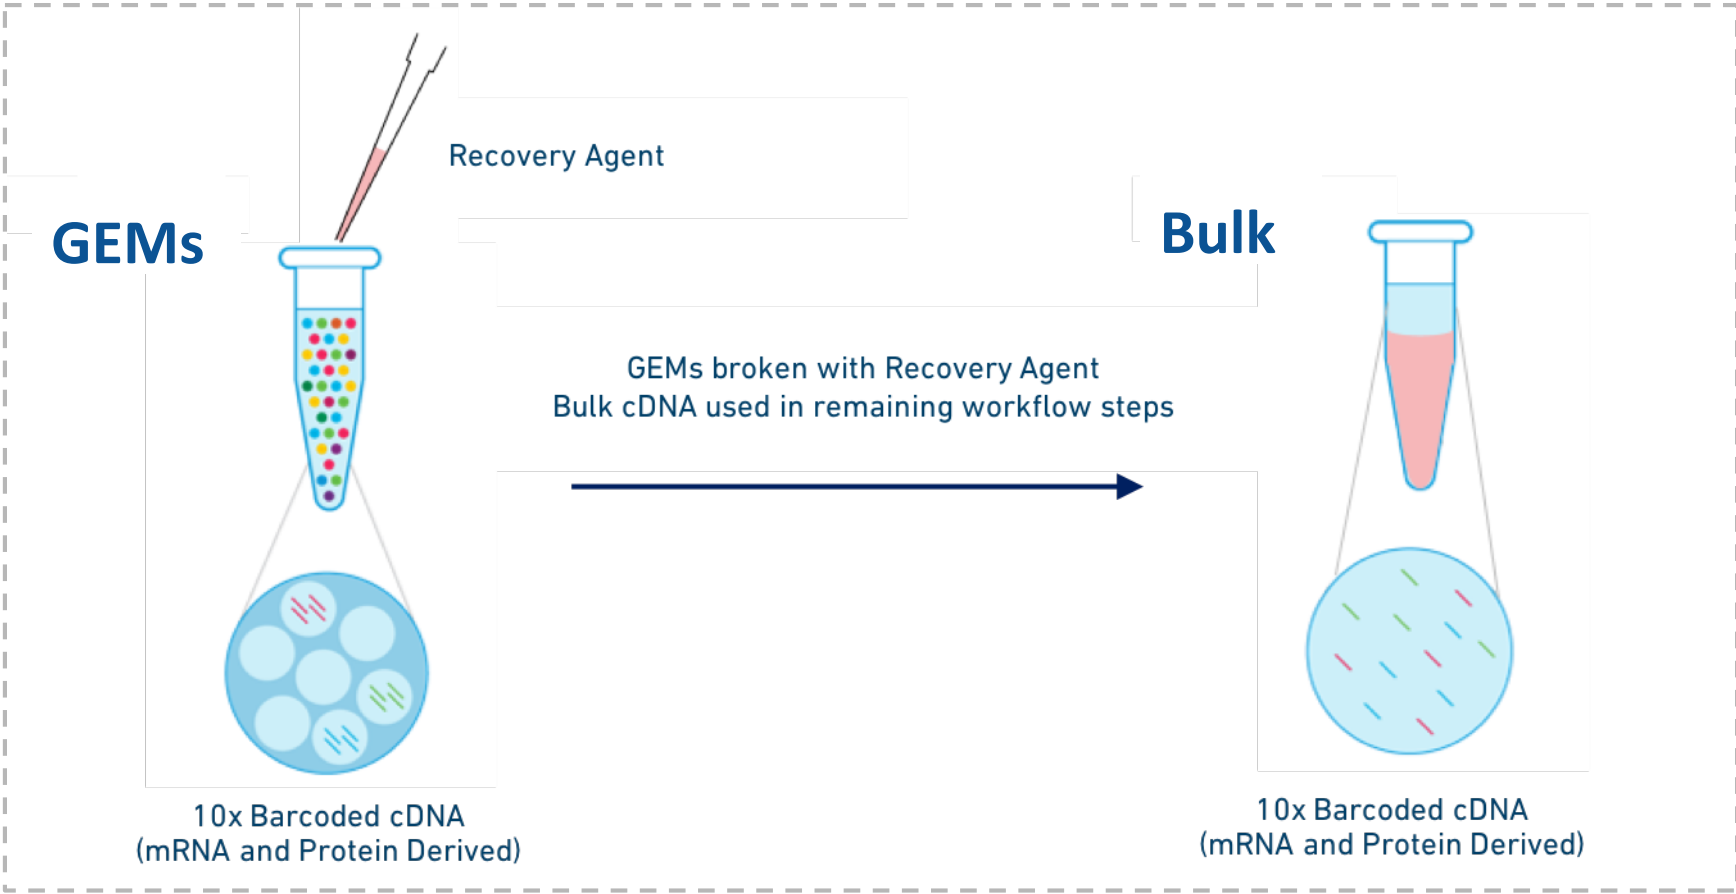 Recovery Agent
GEMs
Bulk
GEMs broken with Recovery Agent
Bulk cDNA used in remaining workflow steps
10x Barcoded cDNA
(mRNA and Protein Derived)
10x Barcoded cDNA
(mRNA and Protein Derived)